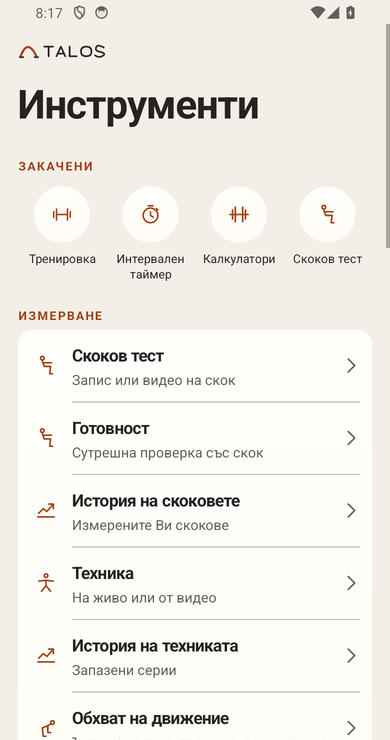 8:17
TALOS
Инструменти
ЗАКАЧЕНИ
Тренировка
Интервален
таймер
Калкулатори
Скоков тест
ИЗМЕРВАНЕ
Скоков тест
Запис или видео на скок
Готовност
Сутрешна проверка със скок
История на скоковете
Измерените Ви скокове
Техника
На живо или от видео
История на техниката
Запазени серии
Обхват на движение